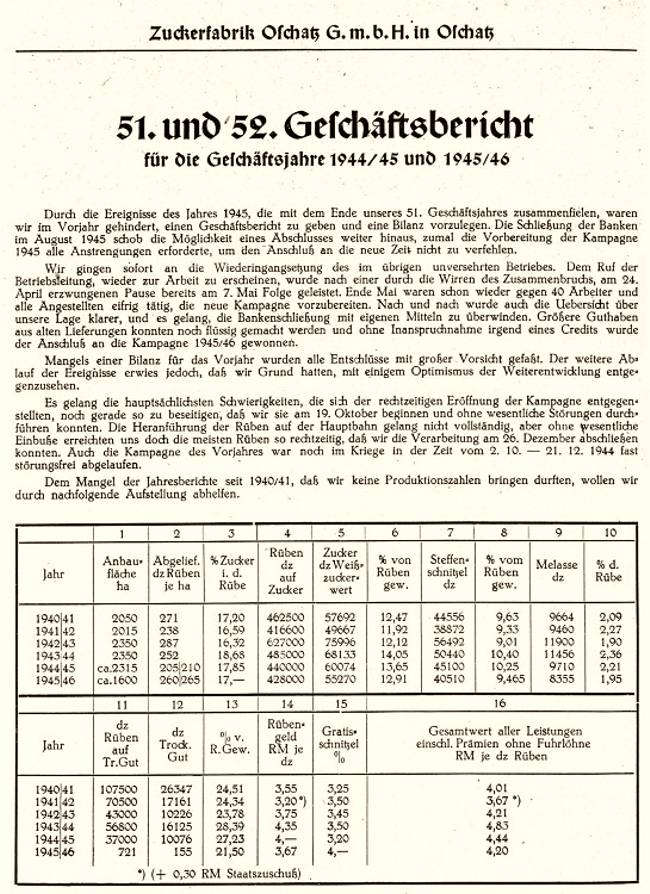 Zuckerfabrik Oschatz G.m.b.H. in Oschatz
51. und 52. Geschäftsbericht
für die Geschäftsjahre 1944/45 und 1945/46
Durch die Ereignisse des Jahres 1945, die mit dem Ende unseres 51. Geschäftsjahres zusammenfielen, waren
wir im Vorjahr gehindert, einen Geschäftsbericht zu geben und eine Bilanz vorzulegen. Die Schließung der Banken
im August 1945 schob die Möglichkeit eines Abschlusses weiter hinaus, zumal die Vorbereitung der Kampagne
1945 alle Anstrengungen erforderte, um den Anschluß an die neue Zeit nicht zu verfehlen.
Wir gingen sofort an die Wiederingangsetzung des im übrigen unversehrten Betriebes. Dem Ruf der
Betriebsleitung, wieder zur Arbeit zu erscheinen, wurde nach einer durch die Wirren des Zusammenbruchs, am 24.
April erzwungenen Pause bereits am 7. Mai Folge geleistet. Ende Mai waren schon wieder gegen 40 Arbeiter und
alle Angestellten eifrig tätig, die neue Kampagne vorzubereiten. Nach und nach wurde auch die Uebersicht über
unsere Lage klarer, und es gelang, die Bankenschließung mit eigenen Mitteln zu überwinden. Größere Guthaben
aus alten Lieferungen konnten noch flüssig gemacht werden und ohne Inanspruchnahme irgend eines Credits wurde
der Anschluß an die Kampagne 1945/46 gewonnen.
Mangels einer Bilanz für das Vorjahr wurden alle Entschlüsse mit großer Vorsicht gefaßt. Der weitere Ab-
lauf der Ereignisse erwies jedoch, daß wir Grund hatten, mit einigem Optimismus der Weiterentwicklung entge-
genzusehen.
Es gelang die hauptsächlichsten Schwierigkeiten, die sich der rechtzeitigen Eröffnung der Kampagne entgegen-
stellten, noch gerade so zu beseitigen, daß wir sie am 19. Oktober beginnen und ohne wesentliche Störungen durch-
führen konnten. Die Heranführung der Rüben auf der Hauptbahn gelang nicht vollständig, aber ohne wesentliche
Einbuße erreichten uns doch die meisten Rüben so rechtzeitig, daß wir die Verarbeitung am 26. Dezember abschließen
konnten. Auch die Kampagne des Vorjahres war noch im Kriege in der Zeit vom 2. 10. — 21. 12. 1944 fast
störungsfrei abgelaufen.
Dem Mangel der Jahresberichte seit 1940/41, daß wir keine Produktionszahlen bringen durften, wollen wir
durch nachfolgende Aufstellung abhelfen.
1 2 3 4 5 6 7 8 9 10
Jahr Anbau-fläche ha Abgelief. dz Rüben je ha % Zucker i. d. Rübe Rüben dz auf Zucker Zucker dz Weiß-zucker-wert % von Rüben gew. Steffen-schnitzel dz % vom Rüben gew. Melasse dz % d. Rübe
1940|41 2050 271 17,20 462500 57692 12,47 44556 9,63 9664 2,09
1941|42 2015 238 16,59 416600 49667 11,92 38872 9,33 9460 2,27
1942|43 2350 287 16,32 627000 75996 12,12 56492 9,01 11900 1,90
1943|44 2350 252 18,68 485000 68133 14,05 50440 10,40 11456 2,36
1944|45 ca.2315 205|210 17,85 440000 60074 13,65 45100 10,25 9710 2,21
1945|46 ca.1600 260|265 17,— 428000 55270 12,91 40510 9,465 8355 1,95
11 12 13 14 15 16
Jahr dz Rüben auf Tr.Gut dz Trock. Gut % v. R.Gew. Rüben-geld RM je dz Gratis-schnitzel % Gesamtwert aller Leistungen einschl. Prämien ohne Fuhrlöhne RM je dz Rüben
1940|41 107500 26347 24,51 3,55 3,25 4,01
1941|42 70500 17161 24,34 3,20*) 3,50 3,67 *)
1942|43 43000 10226 23,78 3,75 3,45 4,21
1943|44 56800 16125 28,39 4,35 3,50 4,83
1944|45 37000 10076 27,23 4,— 3,20 4,44
1945|46 721 155 21,50 3,67 4,— 4,20
*) (+ 0,30 RM Staatszuschuß)